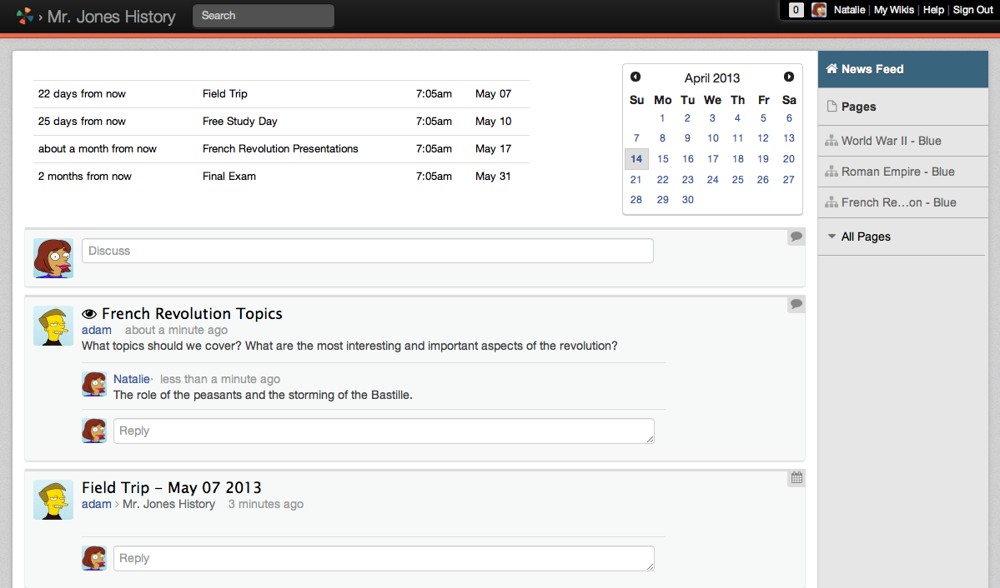 › Mr. Jones History Search 0 Natalie | My Wikis | Help | Sign Out
22 days from now Field Trip 7:05am May 07
25 days from now Free Study Day 7:05am May 10
about a month from now French Revolution Presentations 7:05am May 17
2 months from now Final Exam 7:05am May 31
April 2013
Su Mo Tu We Th Fr Sa
1 2 3 4 5 6
7 8 9 10 11 12 13
14 15 16 17 18 19 20
21 22 23 24 25 26 27
28 29 30
News Feed
Pages
World War II - Blue
Roman Empire - Blue
French Re...on - Blue
All Pages
Discuss
French Revolution Topics
adam about a minute ago
What topics should we cover? What are the most interesting and important aspects of the revolution?
Natalie· less than a minute ago
The role of the peasants and the storming of the Bastille.
Reply
Field Trip – May 07 2013
adam › Mr. Jones History 3 minutes ago
Reply